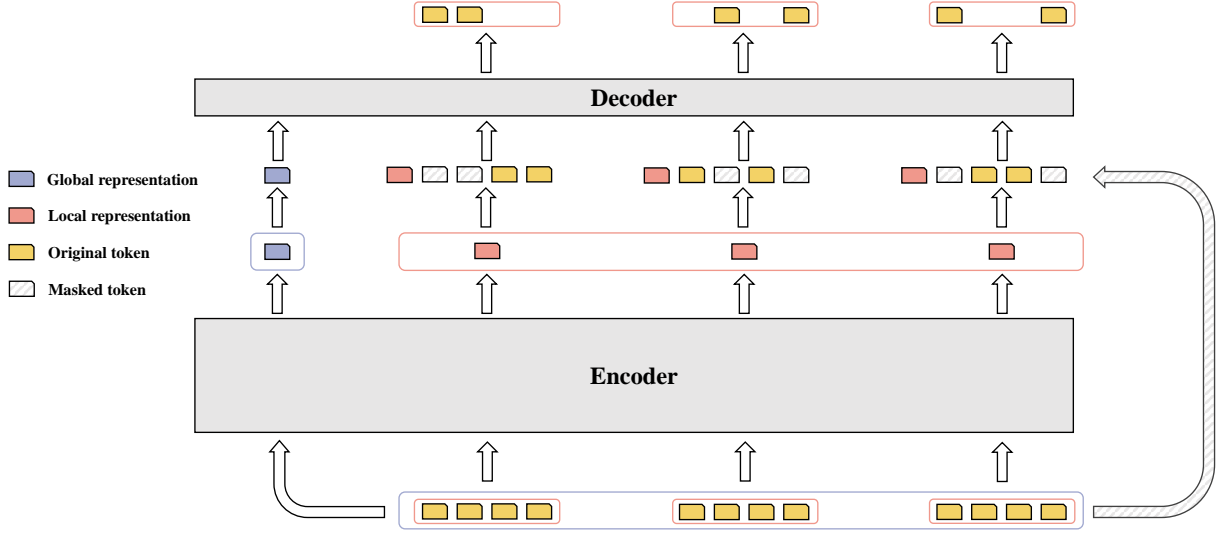 Decoder
Global representation
Local representation
Original token
Masked token
Encoder